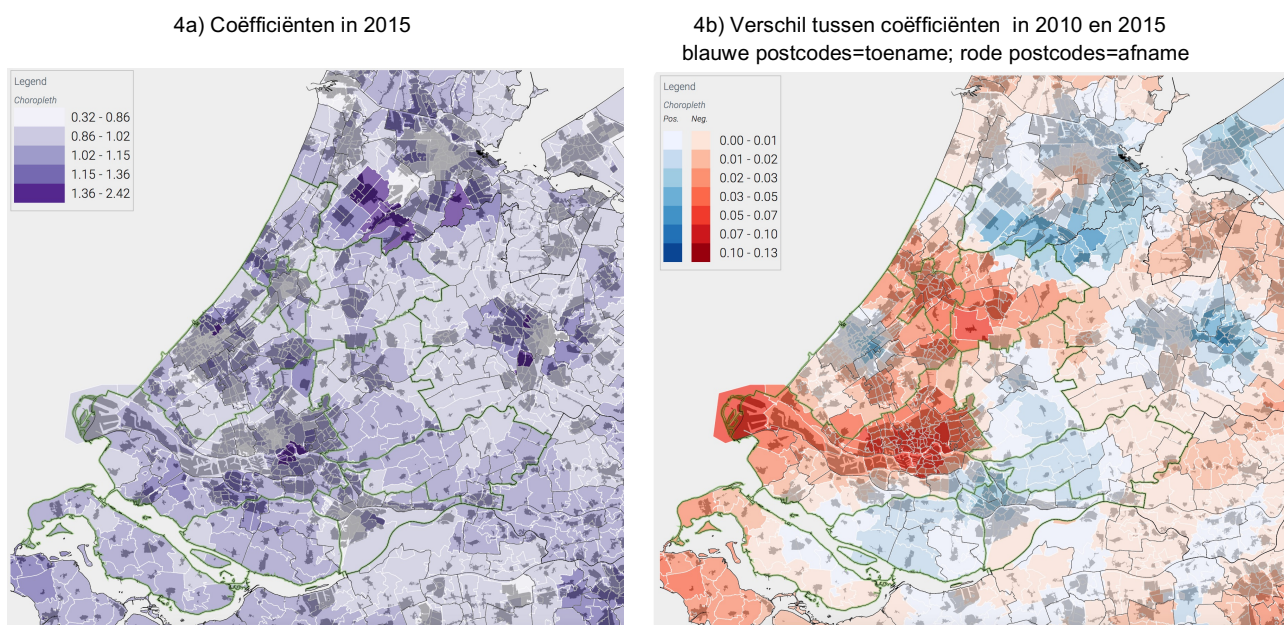 4a) Coëfficiënten in 2015
4b) Verschil tussen coëfficiënten in 2010 en 2015
blauwe postcodes=toename; rode postcodes=afname
Legend
Choropleth
0.32 - 0.86
0.86 - 1.02
1.02 - 1.15
1.15 - 1.36
1.36 - 2.42
Legend
Choropleth
Pos. Neg.
0.00 - 0.01
0.01 - 0.02
0.02 - 0.03
0.03 - 0.05
0.05 - 0.07
0.07 - 0.10
0.10 - 0.13